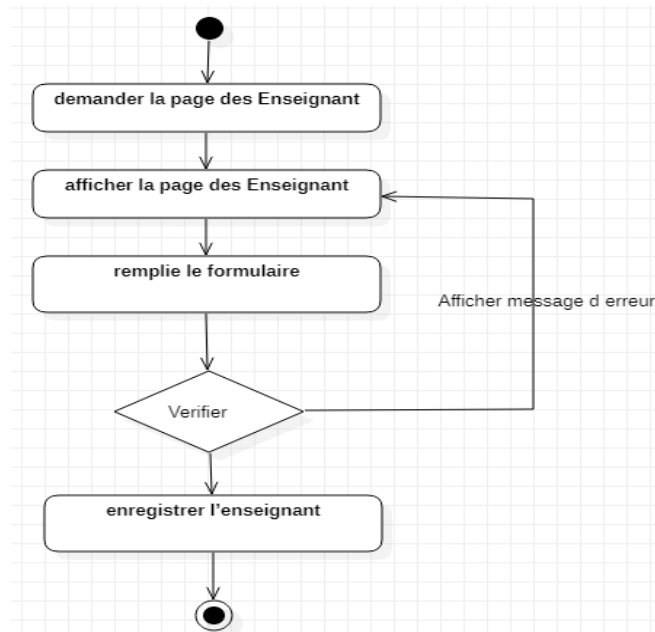 demander la page des Enseignant
afficher la page des Enseignant
remplie le formulaire
Afficher message d erreur
Verifier
enregistrer l'enseignant